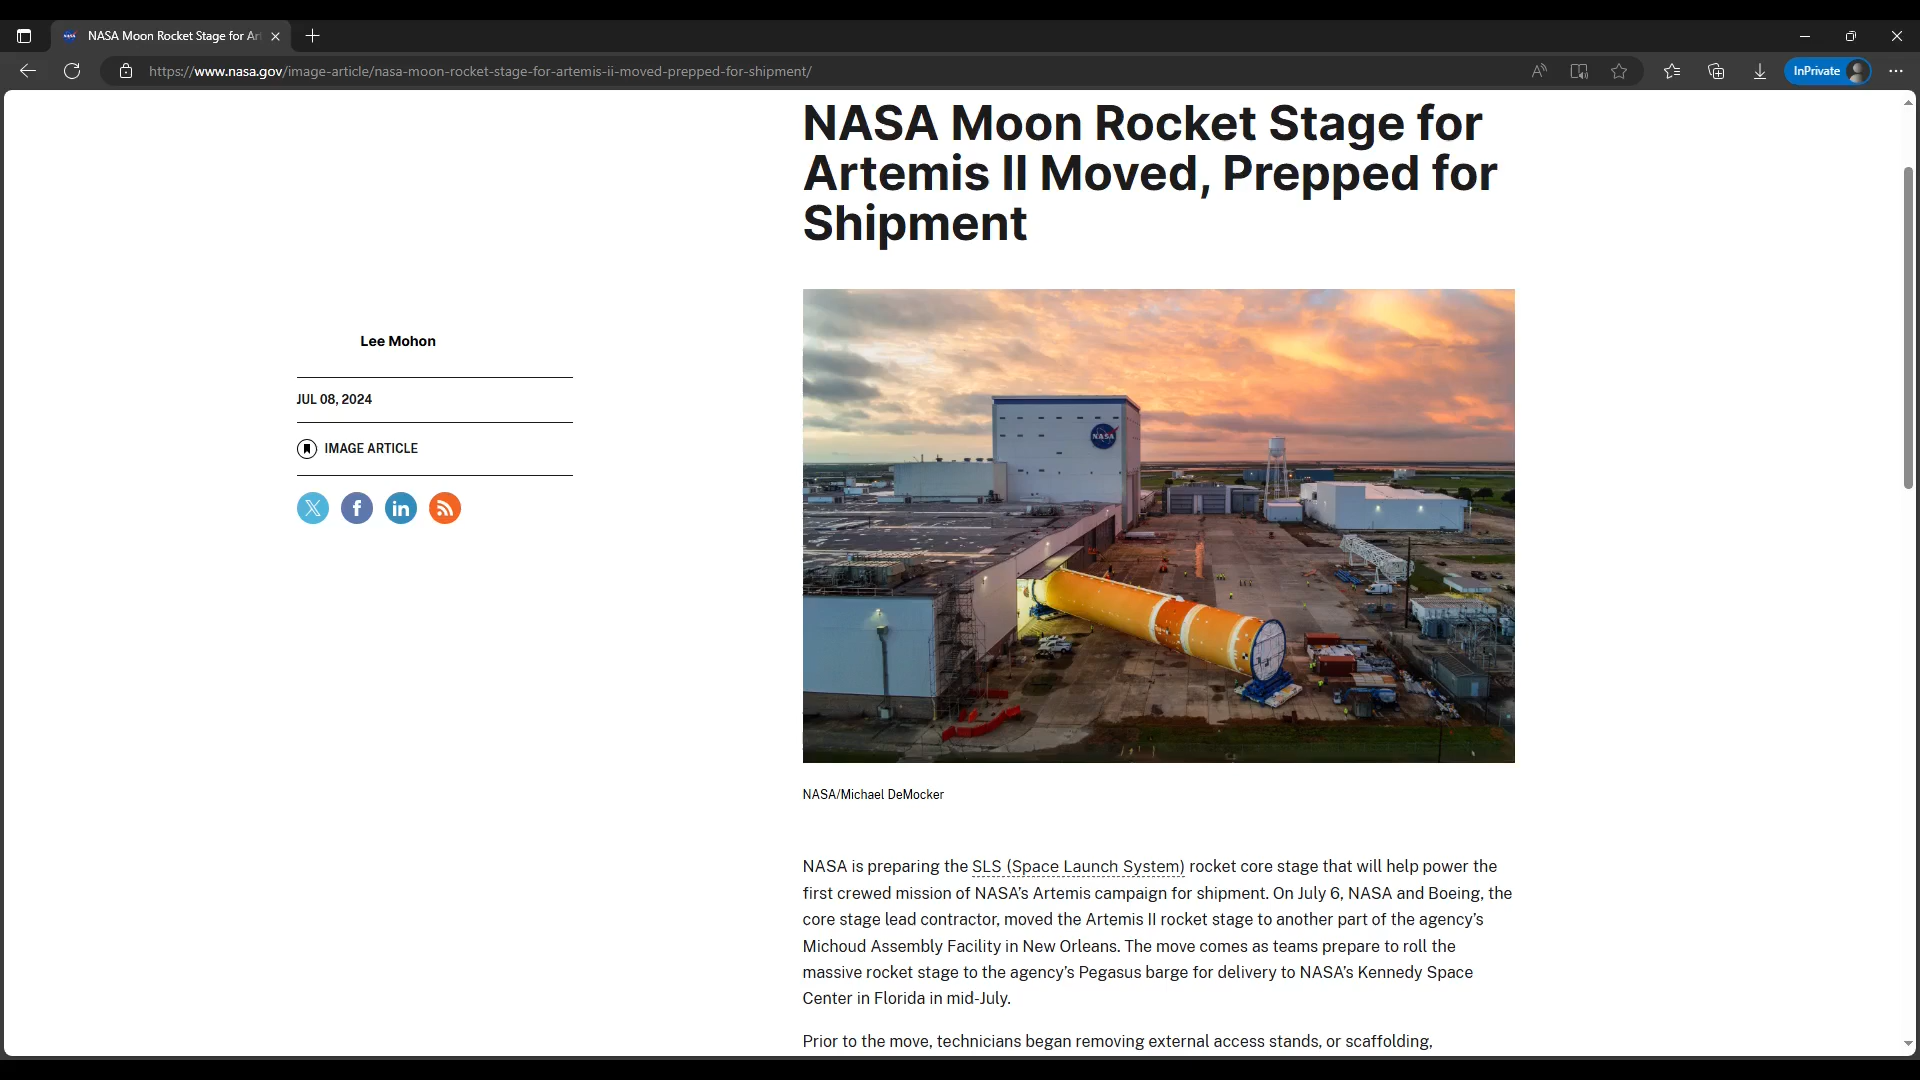 NASA Moon Rocket Stage for Ar
https://www.nasa.gov/image-article/nasa-moon-rocket-stage-for-artemis-ii-moved-prepped-for-shipment/
InPrivate
NASA Moon Rocket Stage for
Artemis II Moved, Prepped for
Shipment
Lee Mohon
JUL 08, 2024
IMAGE ARTICLE
NASA
NASA/Michael DeMocker
NASA is preparing the SLS (Space Launch System) rocket core stage that will help power the
first crewed mission of NASA’s Artemis campaign for shipment. On July 6, NASA and Boeing, the
core stage lead contractor, moved the Artemis II rocket stage to another part of the agency’s
Michoud Assembly Facility in New Orleans. The move comes as teams prepare to roll the
massive rocket stage to the agency’s Pegasus barge for delivery to NASA’s Kennedy Space
Center in Florida in mid-July.
Prior to the move, technicians began removing external access stands, or scaffolding,